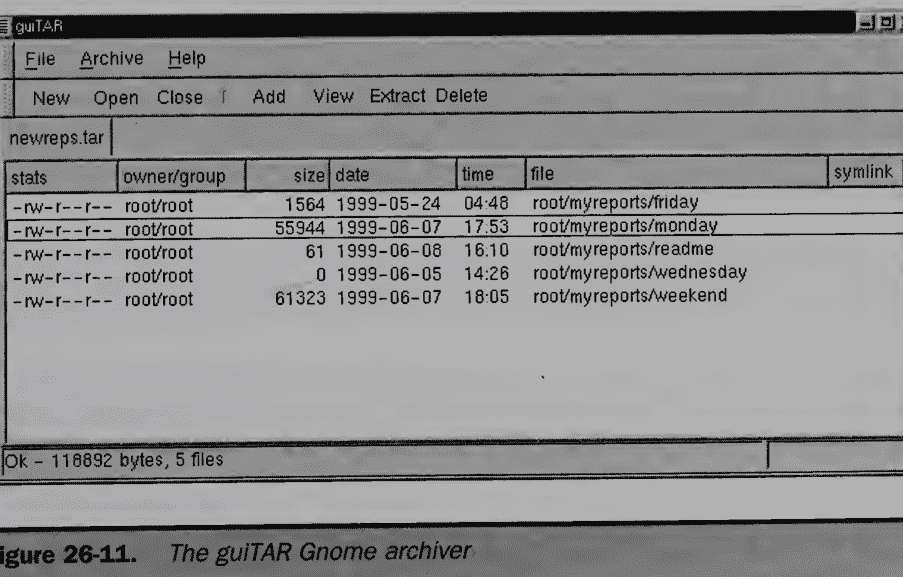 guiTAR
File Archive Help
New Open Close Add View Extract Delete
newreps.tar
stats owner/group size date time file symlink
-rw-r--r-- root/root 1564 1999-05-24 04:48 root/myreports/friday
-rw-r--r-- root/root 55944 1999-06-07 17:53 root/myreports/monday
-rw-r--r-- root/root 61 1999-06-08 16:10 root/myreports/readme
-rw-r--r-- root/root 0 1999-06-05 14:26 root/myreports/wednesday
-rw-r--r-- root/root 61323 1999-06-07 18:05 root/myreports/weekend
Ok - 118892 bytes, 5 files
igure 26-11. The guiTAR Gnome archiver